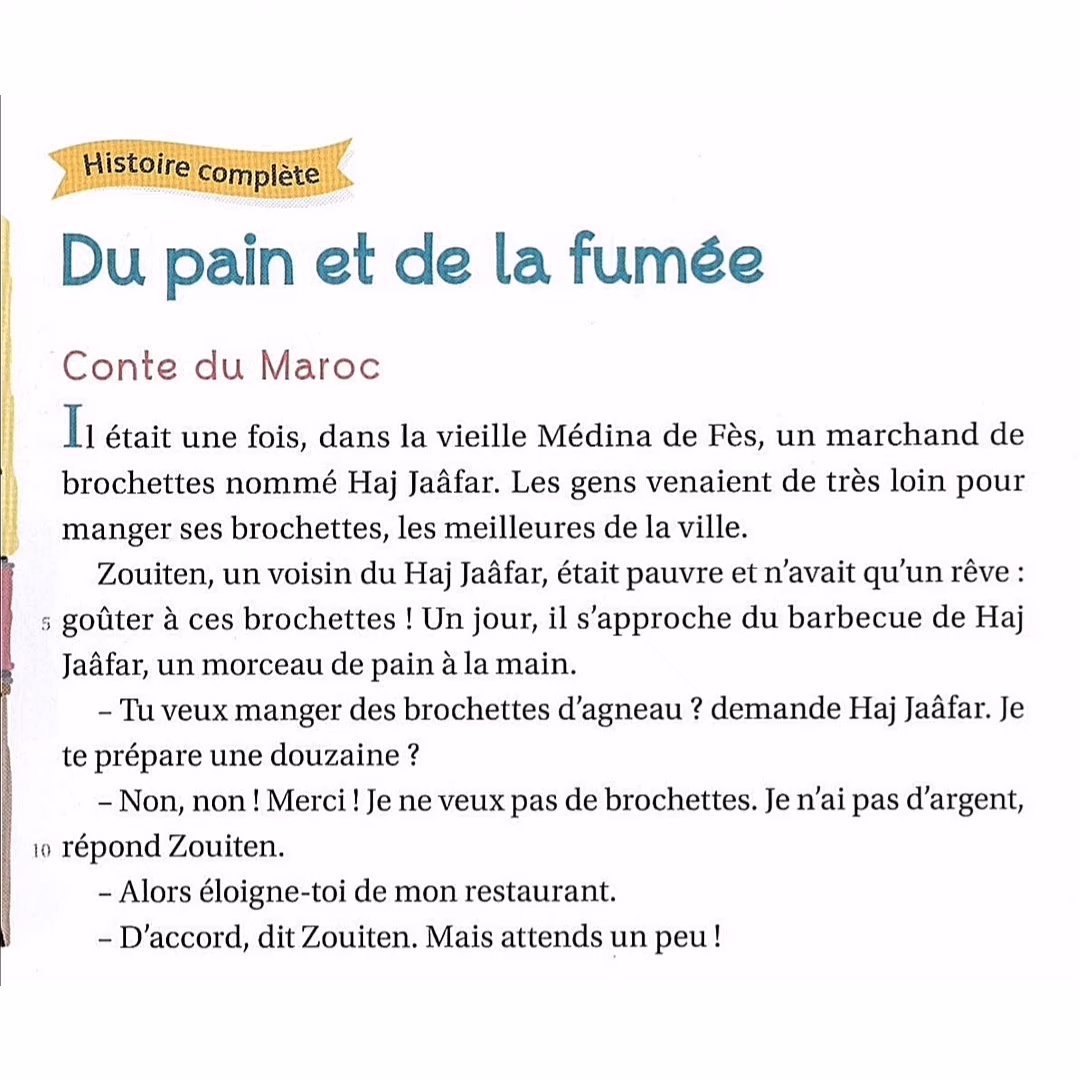 Histoire complète
Du pain et de la fumée
Conte du Maroc
Il était une fois, dans la vieille Médina de Fès, un marchand de
brochettes nommé Haj Jaâfar. Les gens venaient de très loin pour
manger ses brochettes, les meilleures de la ville.
Zouiten, un voisin du Haj Jaâfar, était pauvre et n'avait qu'un rêve :
5 goûter à ces brochettes ! Un jour, il s'approche du barbecue de Haj
Jaâfar, un morceau de pain à la main.
– Tu veux manger des brochettes d'agneau ? demande Haj Jaâfar. Je
te prépare une douzaine ?
– Non, non ! Merci ! Je ne veux pas de brochettes. Je n'ai pas d'argent,
10 répond Zouiten.
– Alors éloigne-toi de mon restaurant.
– D'accord, dit Zouiten. Mais attends un peu !